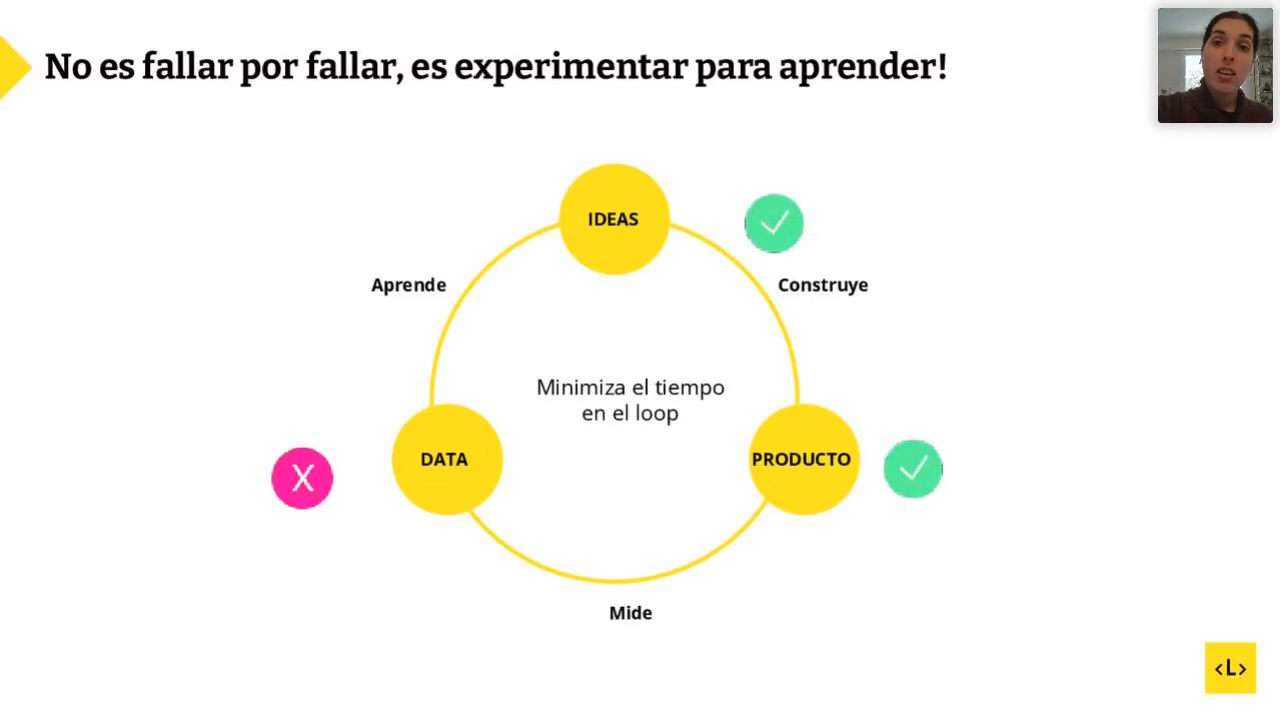 No es fallar por fallar, es experimentar para aprender!
IDEAS
Aprende
Construye
Minimiza el tiempo
en el loop
X
DATA
PRODUCTO
Mide
<L>